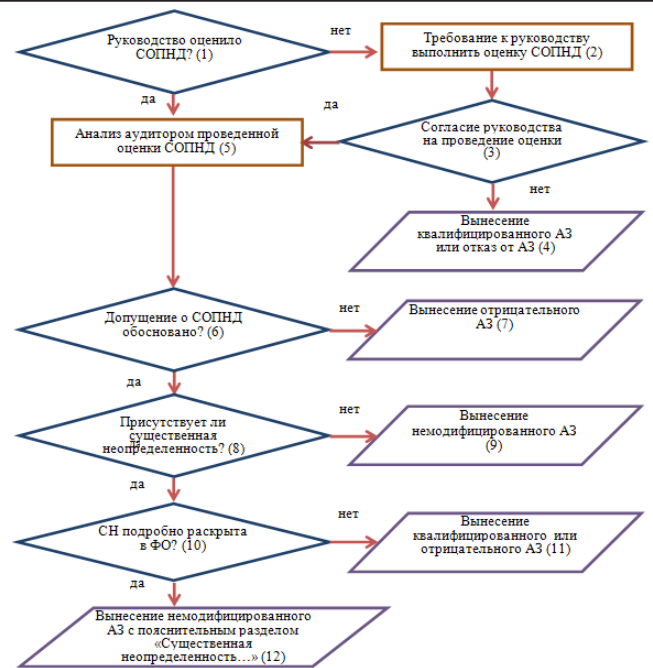 Руководство оценило
СОПНД? (1)
нет
Требование к руководству
выполнить оценку СОПНД (2)
да
да
Анализ аудитором проведенной
оценки СОПНД (5)
Согласие руководства
на проведение оценки
(3)
нет
Вынесение
квалифицированного АЗ
или отказ от АЗ (4)
Допущение о СОПНД
обосновано? (6)
нет
Вынесение отрицательного
АЗ (7)
да
Присутствует ли
существенная
неопределенность? (8)
да
нет
Вынесение
немодифицированного АЗ
(9)
да
СН подробно раскрыта
в ФО? (10)
нет
Вынесение
квалифицированного или
отрицательного АЗ (11)
да
Вынесение немодифицированного
АЗ с пояснительным разделом
«Существенная
неопределенность…» (12)